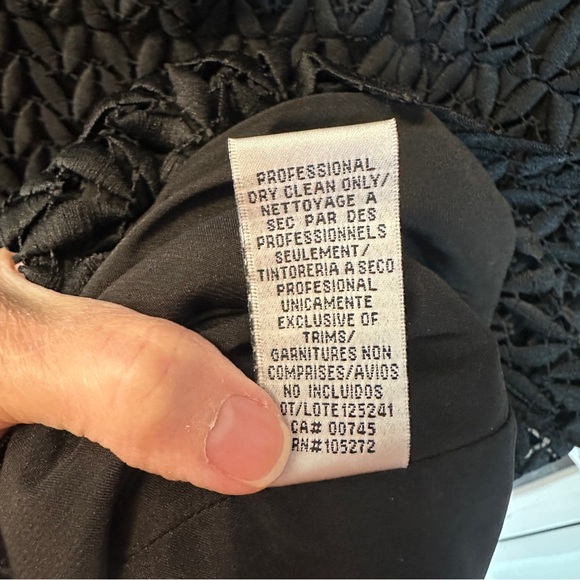 PROFESSIONAL
DRY CLEAN ONLY/
NETTOYAGE A
SEC PAR DES
PROFESSIONNELS
SEULEMENT/
TINTORERIA A SECO
PROFESIONAL
UNICAMENTE
EXCLUSIVE OF
TRIMS/
GARNITURES NON
COMPRISES/AVIOS
NO INCLUIDOS
OT/LOTE125241
CA# 00745
RN#105272